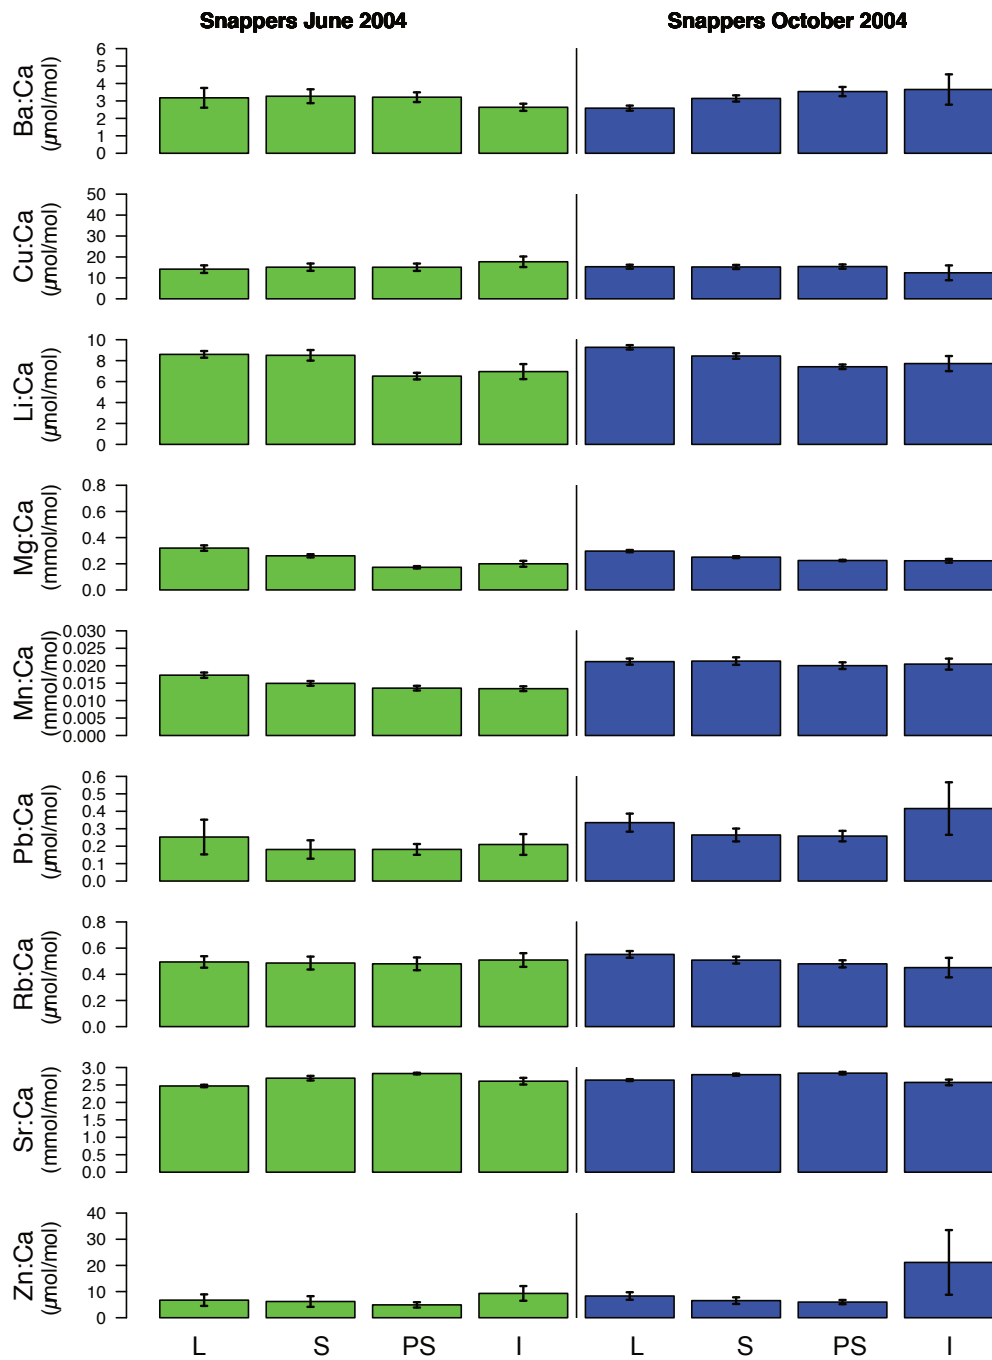 Snappers June 2004
Snappers October 2004
Ba:Ca
(µmol/mol)
6
5
4
3
2
1
0
Cu:Ca
(µmol/mol)
50
40
30
20
10
0
Li:Ca
(µmol/mol)
10
8
6
4
2
0
Mg:Ca
(mmol/mol)
0.8
0.6
0.4
0.2
0.0
Mn:Ca
(mmol/mol)
0.030
0.025
0.020
0.015
0.010
0.005
0.000
Pb:Ca
(µmol/mol)
0.6
0.5
0.4
0.3
0.2
0.1
0.0
Rb:Ca
(µmol/mol)
0.8
0.6
0.4
0.2
0.0
Sr:Ca
(mmol/mol)
3.0
2.5
2.0
1.5
1.0
0.5
0.0
Zn:Ca
(µmol/mol)
40
30
20
10
0
L S PS I L S PS I